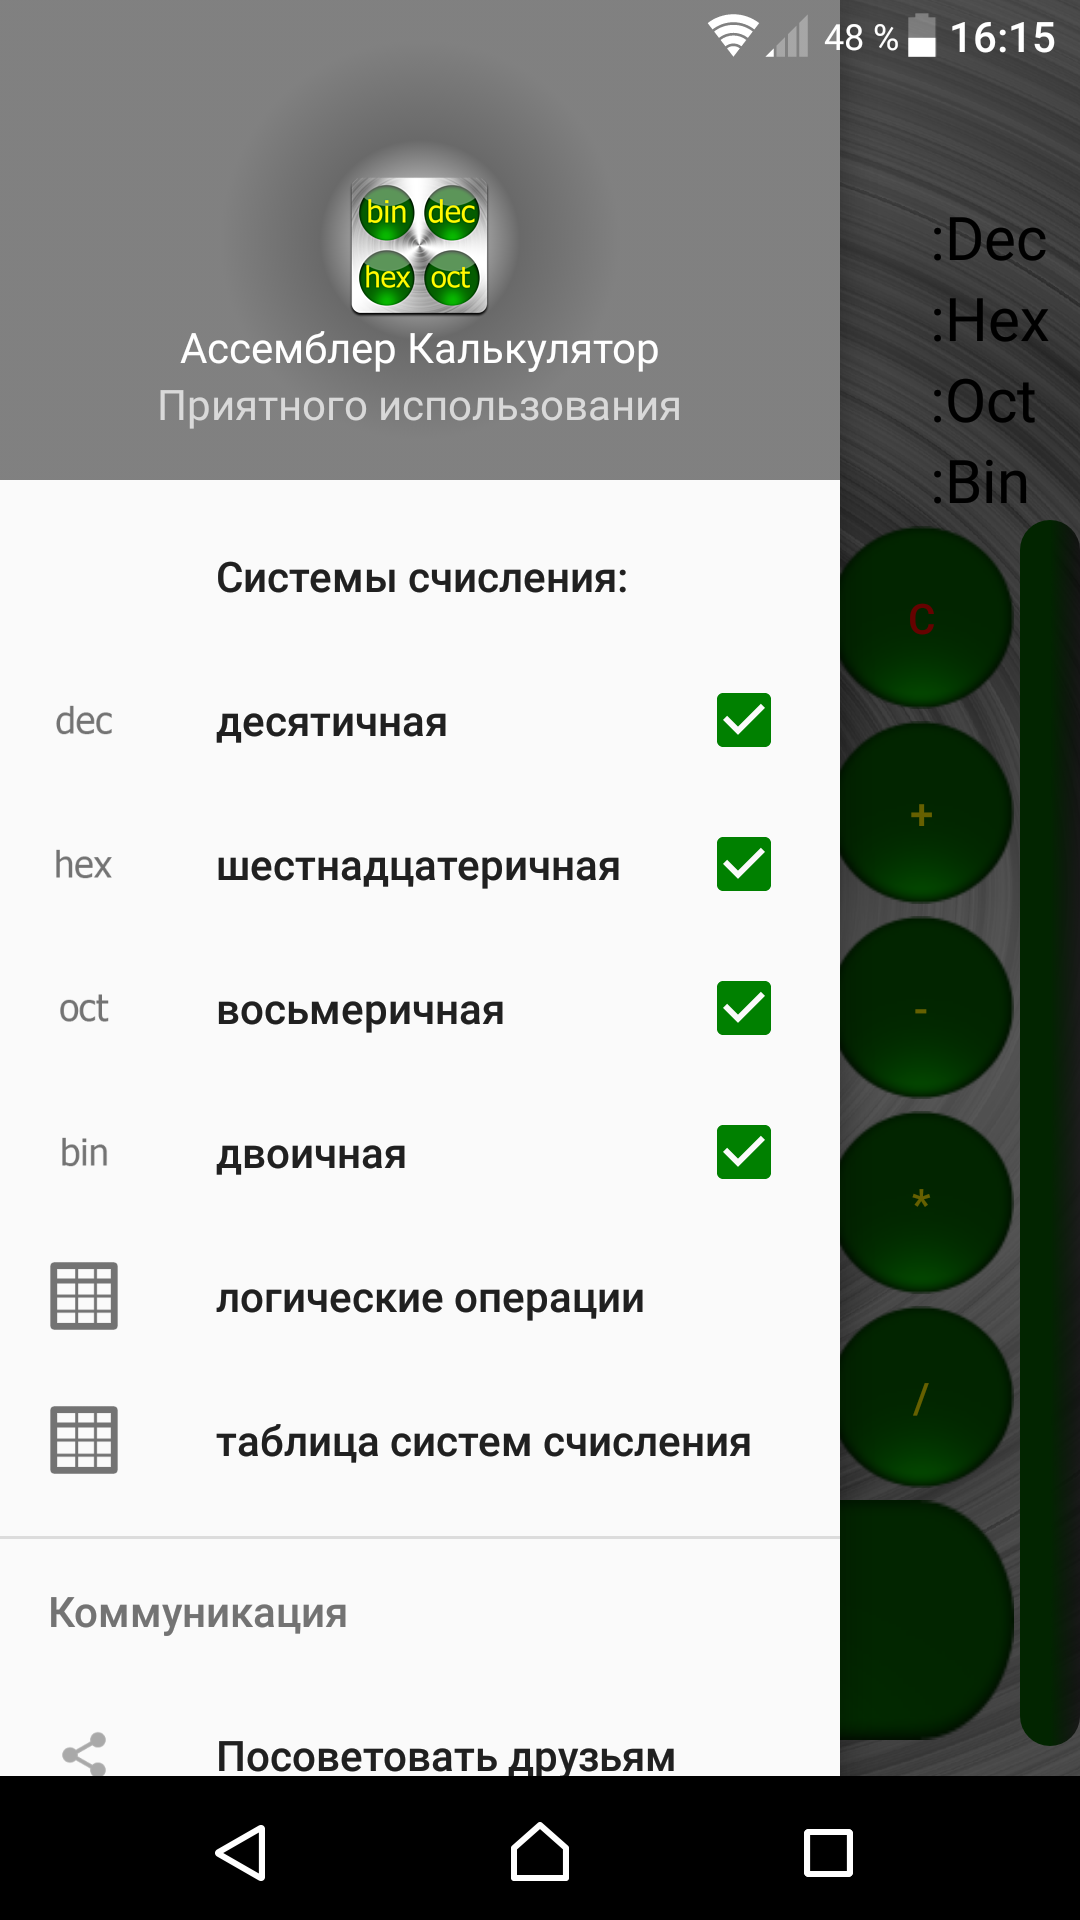 48 % 16:15
bin dec
hex oct
Ассемблер Калькулятор
Приятного использования
:Dec
:Hex
:Oct
:Bin
Системы счисления:
dec десятичная
hex шестнадцатеричная
oct восьмеричная
bin двоичная
логические операции
таблица систем счисления
Коммуникация
Посоветовать друзьям
C
+
-
*
/